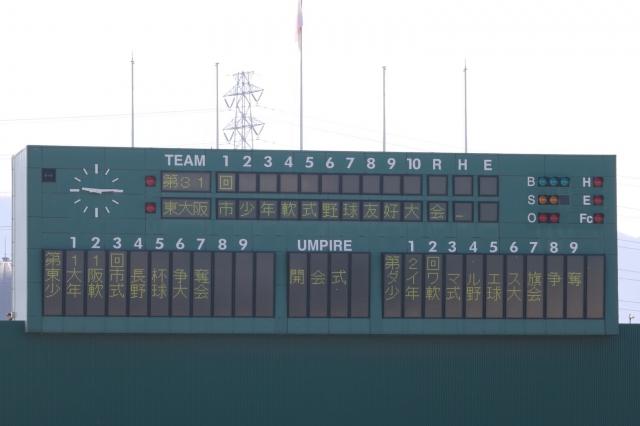 TEAM 1 2 3 4 5 6 7 8 9 10 R H E
第31回
東大阪市少年軟式野球友好大会
B H
S E
O Fc
1 2 3 4 5 6 7 8 9
第11回
東大阪市長杯争奪
少年軟式野球大会
UMPIRE
開会式
1 2 3 4 5 6 7 8 9
第2回
ダイワマルエス旗争奪
少年軟式野球大会